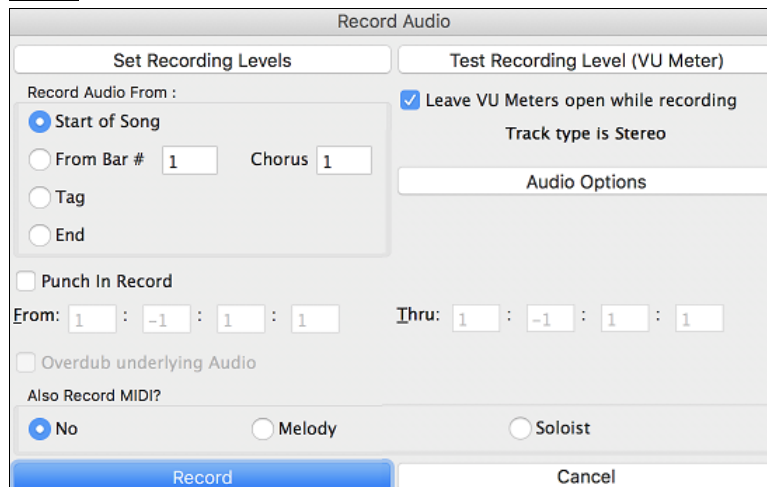 Record Audio
Set Recording Levels
Test Recording Level (VU Meter)
Record Audio From :
Leave VU Meters open while recording
Start of Song
Track type is Stereo
From Bar # 1 Chorus 1
Audio Options
Tag
End
Punch In Record
From: 1 : -1 : 1 : 1 Thru: 1 : -1 : 1 : 1
Overdub underlying Audio
Also Record MIDI?
No Melody Soloist
Record Cancel